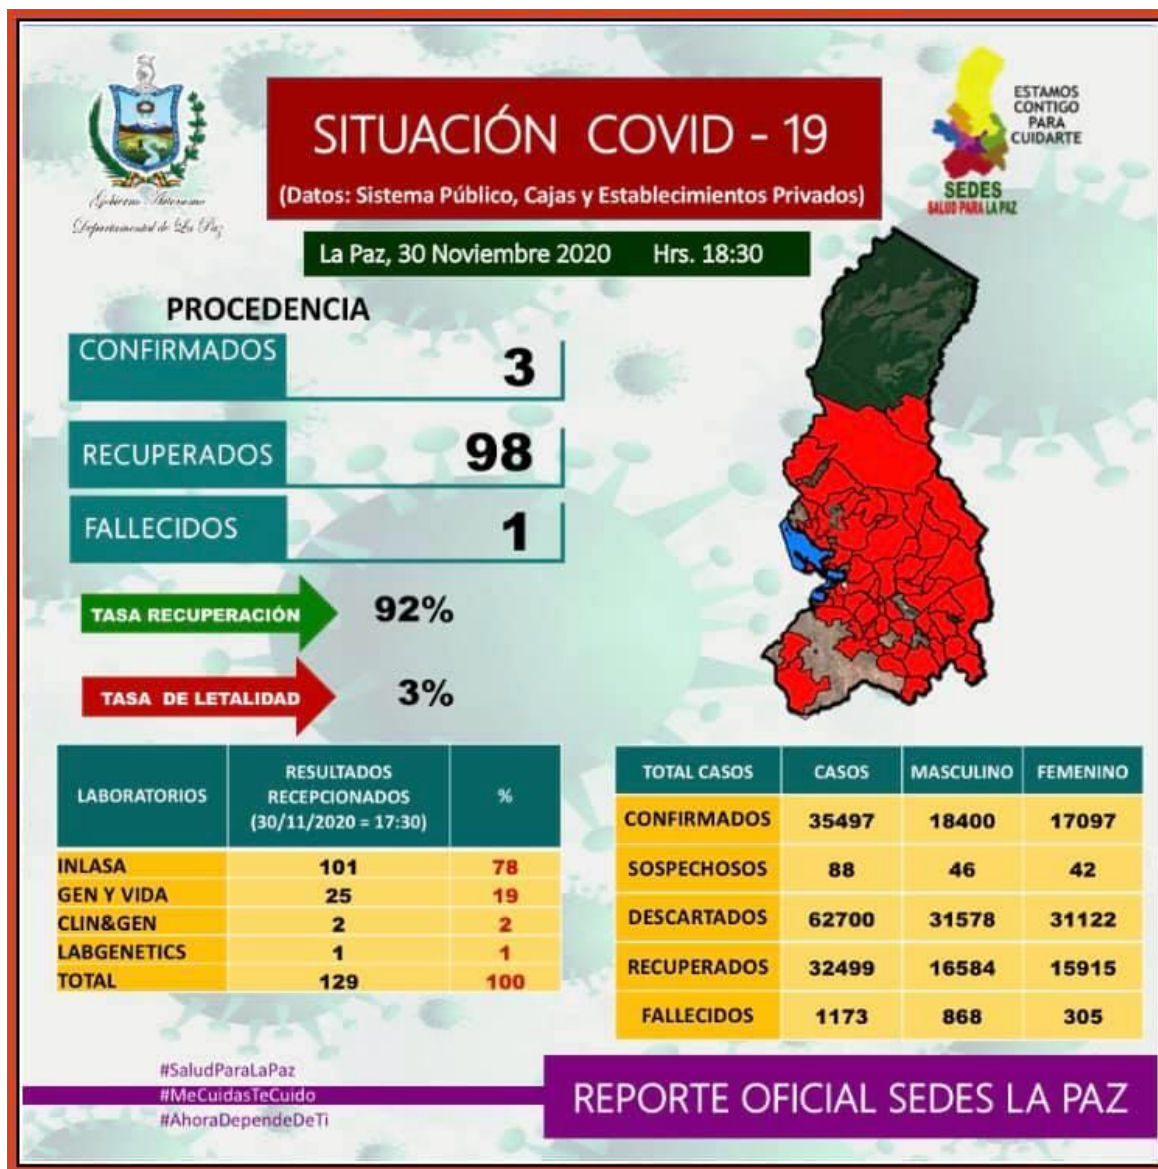 Gobierno Autónomo
Departamental de La Paz
SITUACIÓN COVID - 19
(Datos: Sistema Público, Cajas y Establecimientos Privados)
ESTAMOS
CONTIGO
PARA
CUIDARTE
SEDES
SALUD PARA LA PAZ
La Paz, 30 Noviembre 2020 Hrs. 18:30
PROCEDENCIA
CONFIRMADOS 3
RECUPERADOS 98
FALLECIDOS 1
TASA RECUPERACIÓN 92%
TASA DE LETALIDAD 3%
LABORATORIOS RESULTADOS RECEPCIONADOS (30/11/2020 = 17:30) %
INLASA 101 78
GEN Y VIDA 25 19
CLIN&GEN 2 2
LABGENETICS 1 1
TOTAL 129 100
TOTAL CASOS CASOS MASCULINO FEMENINO
CONFIRMADOS 35497 18400 17097
SOSPECHOSOS 88 46 42
DESCARTADOS 62700 31578 31122
RECUPERADOS 32499 16584 15915
FALLECIDOS 1173 868 305
#SaludParaLaPaz
#MeCuidasTeCuido
#AhoraDependeDeTi
REPORTE OFICIAL SEDES LA PAZ